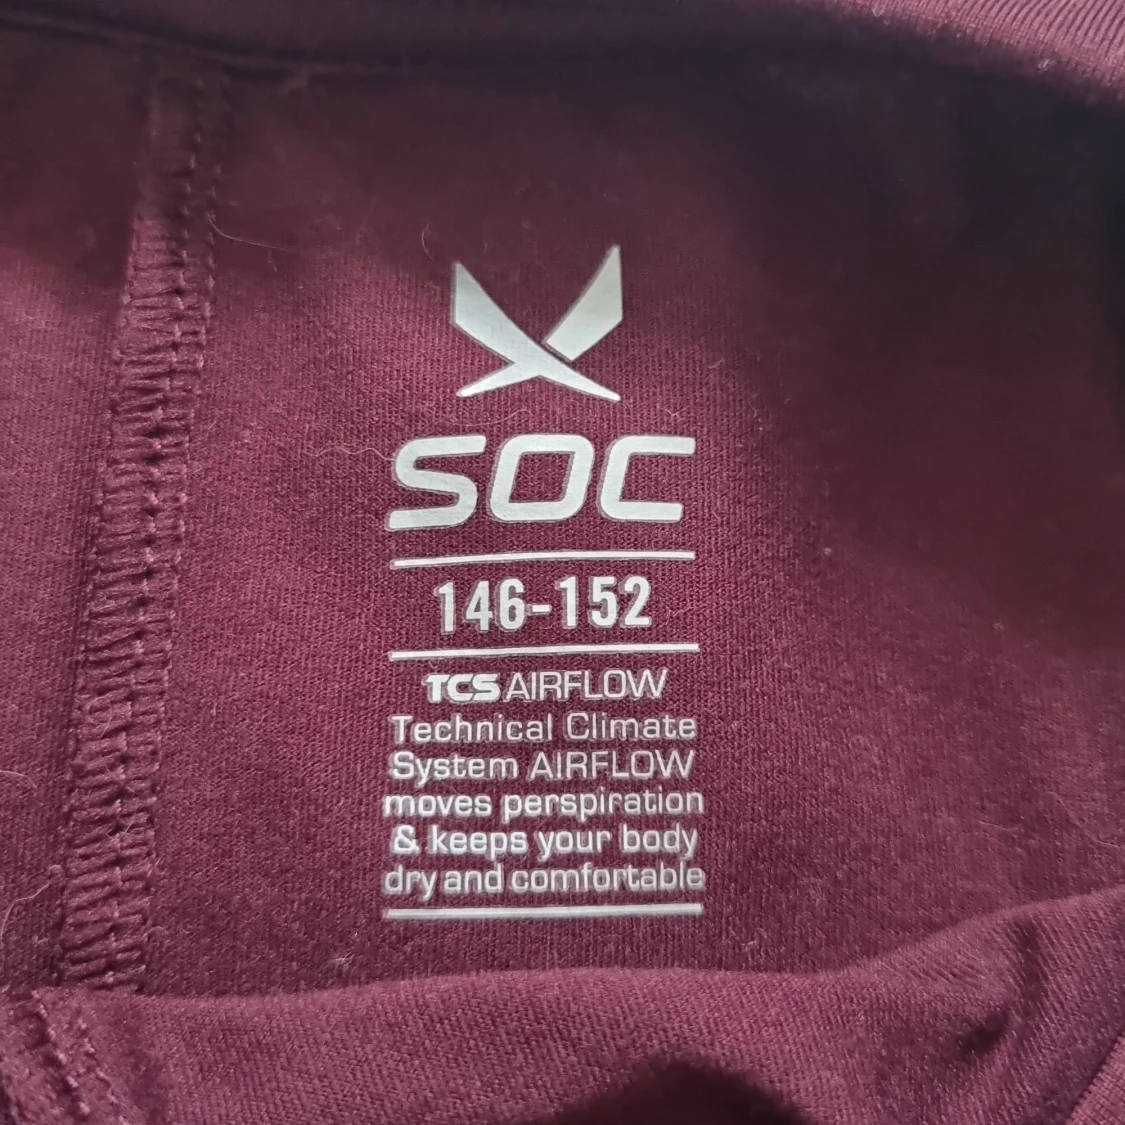 SOC
146-152
TCS AIRFLOW
Technical Climate
System AIRFLOW
moves perspiration
& keeps your body
dry and comfortable